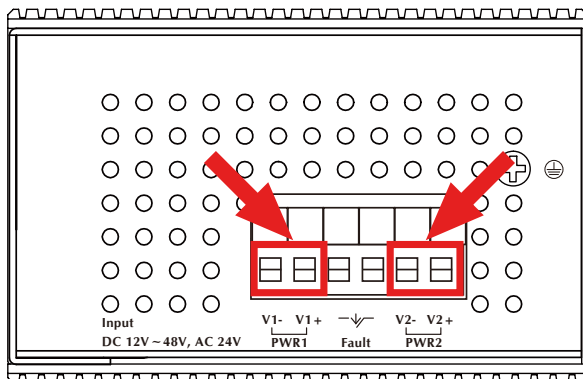 Input
DC 12V ~ 48V, AC 24V
V1- V1+
PWR1
Fault
V2- V2+
PWR2